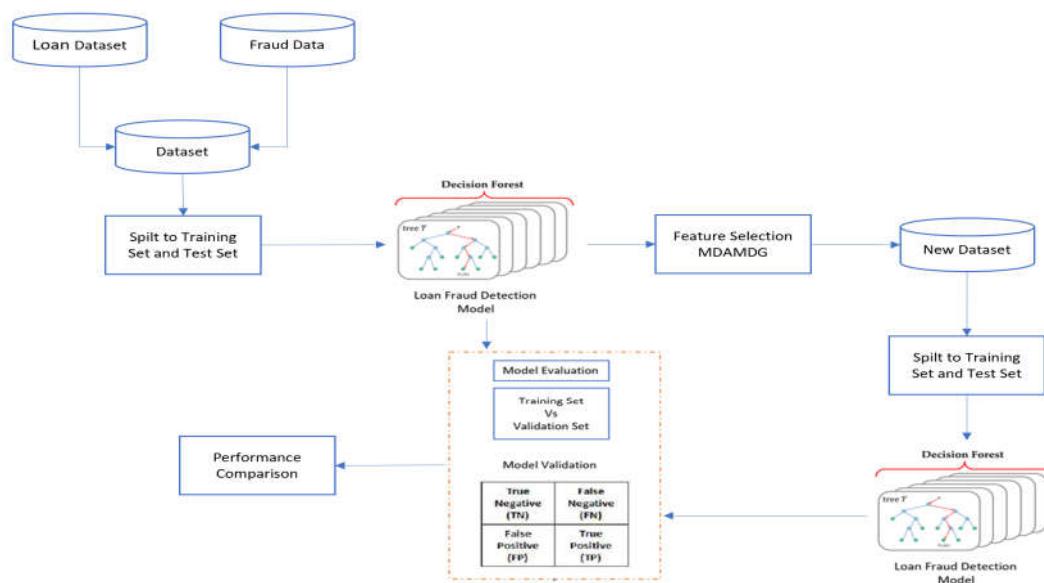 Loan Dataset
Fraud Data
Dataset
Spilt to Training
Set and Test Set
Decision Forest
tree T
Loan Fraud Detection
Model
Feature Selection
MDAMDG
New Dataset
Spilt to Training
Set and Test Set
Decision Forest
tree T
Loan Fraud Detection
Model
Model Evaluation
Training Set
Vs
Validation Set
Model Validation
True
Negative
(TN)
False
Negative
(FN)
False
Positive
(FP)
True
Positive
(TP)
Performance
Comparison